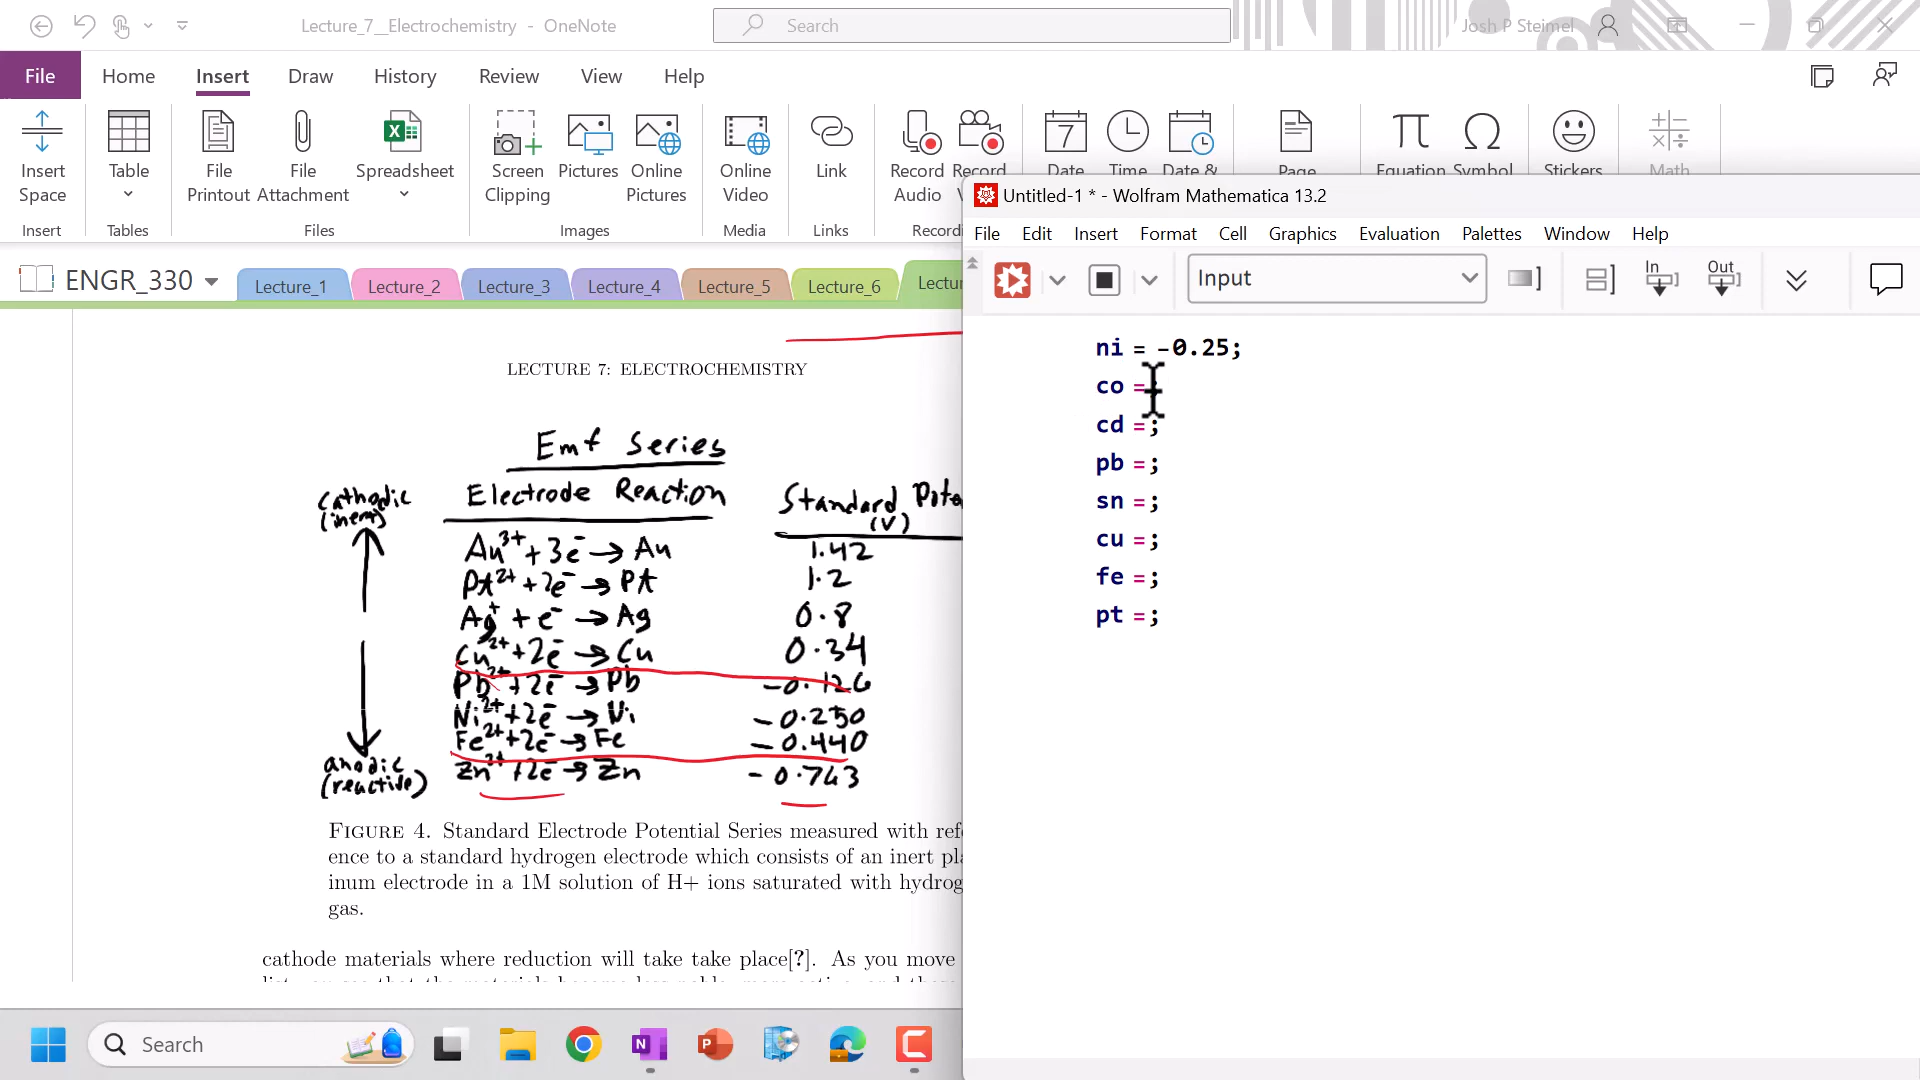 Lecture_7__Electrochemistry - OneNote
Search
Josh P Steimel
File Home Insert Draw History Review View Help
Insert Space
Table
File Printout
File Attachment
Spreadsheet
Screen Clipping
Pictures
Online Pictures
Online Video
Link
Record Audio
Record
Date
Time
Date &
Page
Equation
Symbol
Stickers
Math
Insert Tables Files Images Media Links Recordi
ENGR_330
Lecture_1 Lecture_2 Lecture_3 Lecture_4 Lecture_5 Lecture_6 Lectur
LECTURE 7: ELECTROCHEMISTRY
Emf Series
Electrode Reaction Standard Pote
(V)
cathodic
(inert)
Au³⁺ + 3e⁻ → Au 1.42
Pt²⁺ + 2e⁻ → Pt 1.2
Ag⁺ + e⁻ → Ag 0.8
Cu²⁺ + 2e⁻ → Cu 0.34
Pb²⁺ + 2e⁻ → Pb -0.126
Ni²⁺ + 2e⁻ → Ni -0.250
Fe²⁺ + 2e⁻ → Fe -0.440
Zn²⁺ + 2e⁻ → Zn -0.763
anodic
(reactive)
FIGURE 4. Standard Electrode Potential Series measured with refe
ence to a standard hydrogen electrode which consists of an inert pla
inum electrode in a 1M solution of H+ ions saturated with hydrog
gas.
cathode materials where reduction will take take place[?]. As you move
Untitled-1 * - Wolfram Mathematica 13.2
File Edit Insert Format Cell Graphics Evaluation Palettes Window Help
Input
In Out
ni = -0.25;
co =;
cd =;
pb =;
sn =;
cu =;
fe =;
pt =;
Search